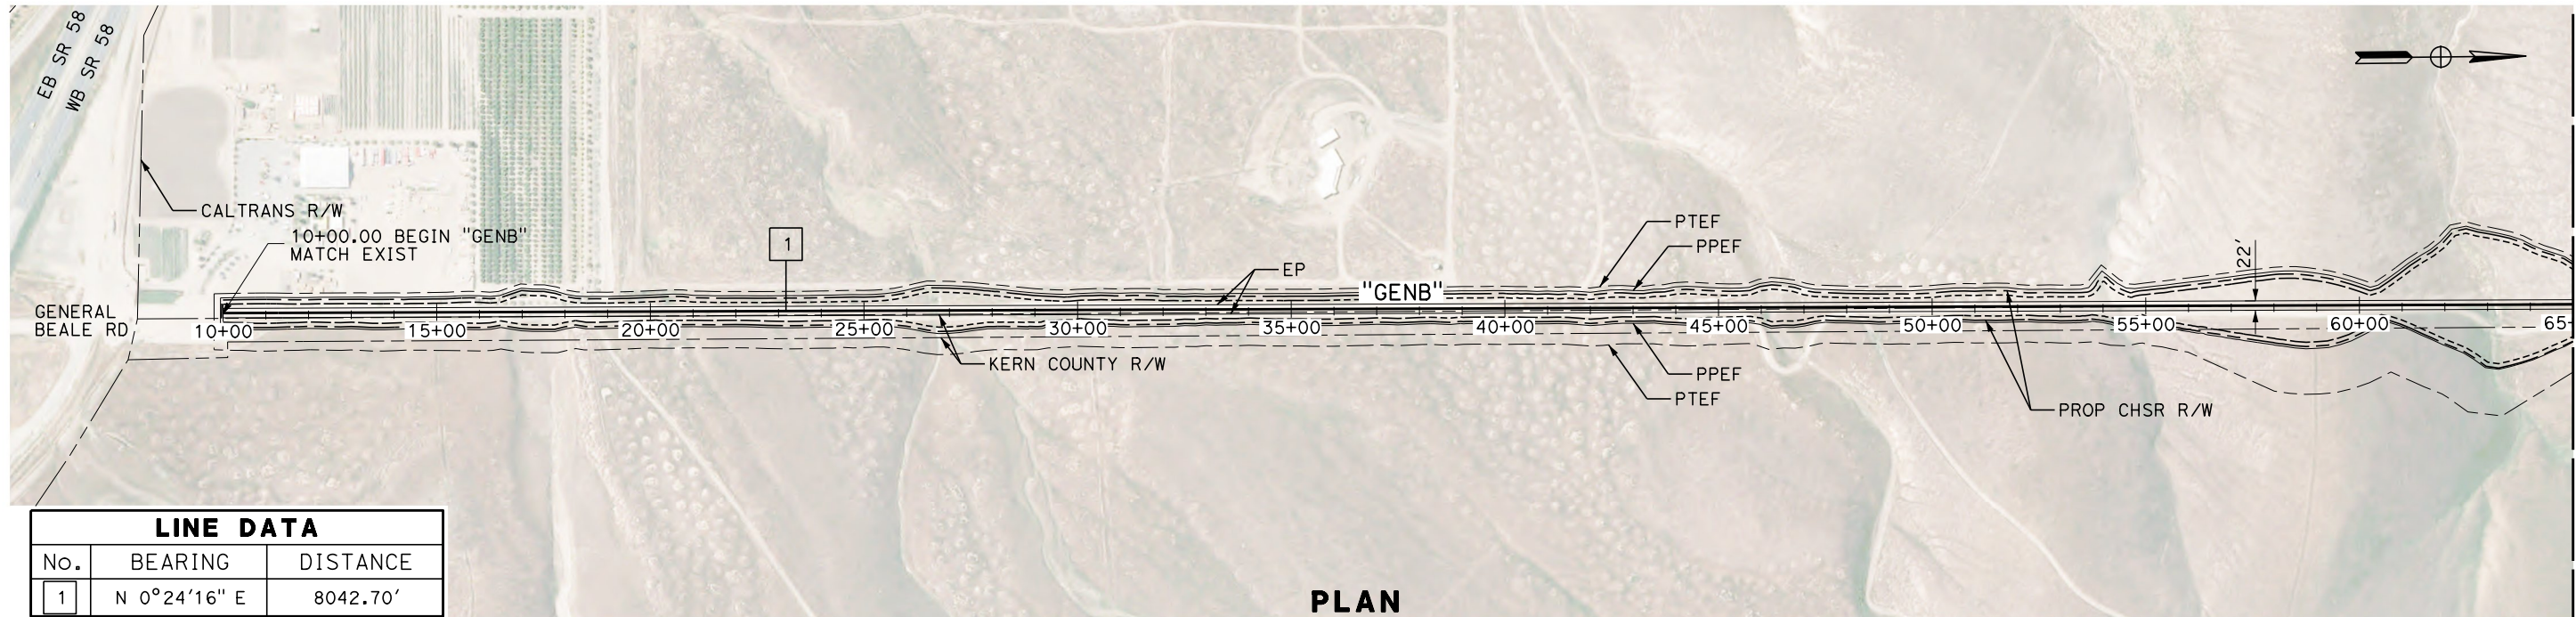 EB SR 58
WB SR 58
CALTRANS R/W
10+00.00 BEGIN "GENB"
MATCH EXIST
1
EP
PTEF
PPEF
"GENB"
22'
GENERAL
BEALE RD
10+00
15+00
20+00
25+00
30+00
35+00
40+00
45+00
50+00
55+00
60+00
65+
KERN COUNTY R/W
PPEF
PTEF
PROP CHSR R/W
LINE DATA
No. BEARING DISTANCE
1 N 0°24'16" E 8042.70'
PLAN